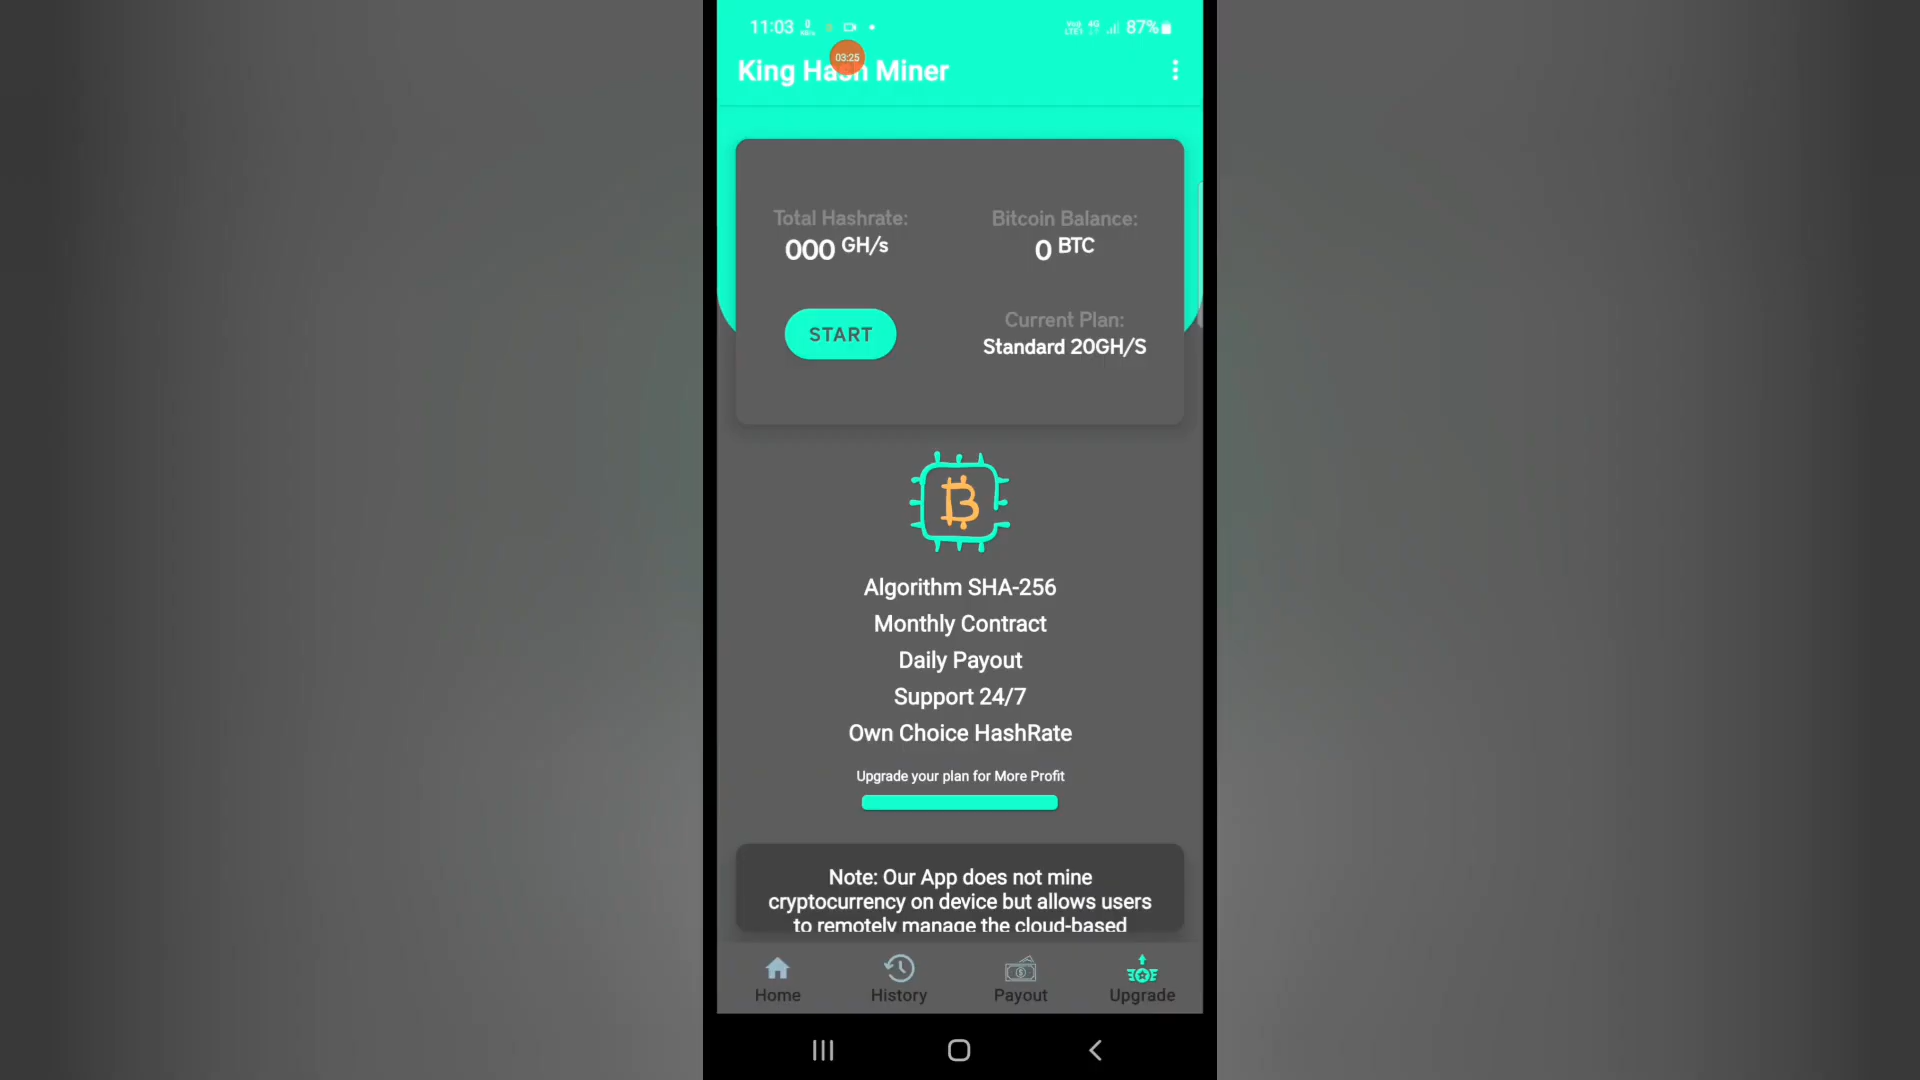 11:03 87%
03:25
King Hash Miner
Total Hashrate: Bitcoin Balance:
000 GH/s 0 BTC
START
Current Plan:
Standard 20GH/S
Algorithm SHA-256
Monthly Contract
Daily Payout
Support 24/7
Own Choice HashRate
Upgrade your plan for More Profit
Note: Our App does not mine
cryptocurrency on device but allows users
to remotely manage the cloud-based
Home History Payout Upgrade